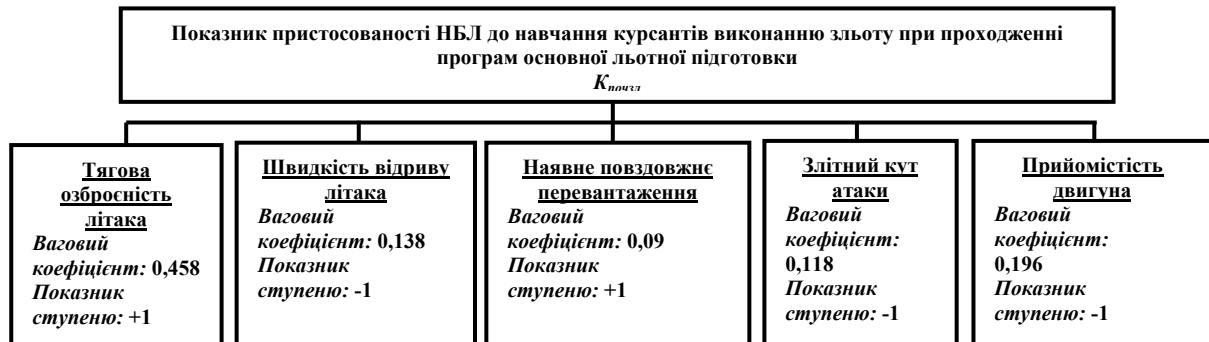 Показник пристосованості НБЛ до навчання курсантів виконанню зльоту при проходженні
програм основної льотної підготовки
Кпочзл
Тягова
озброєність
літака
Ваговий
коефіцієнт: 0,458
Показник
ступеню: +1
Швидкість відриву
літака
Ваговий
коефіцієнт: 0,138
Показник
ступеню: -1
Наявне повздовжнє
перевантаження
Ваговий
коефіцієнт: 0,09
Показник
ступеню: +1
Злітний кут
атаки
Ваговий
коефіцієнт:
0,118
Показник
ступеню: -1
Прийомістість
двигуна
Ваговий
коефіцієнт:
0,196
Показник
ступеню: -1